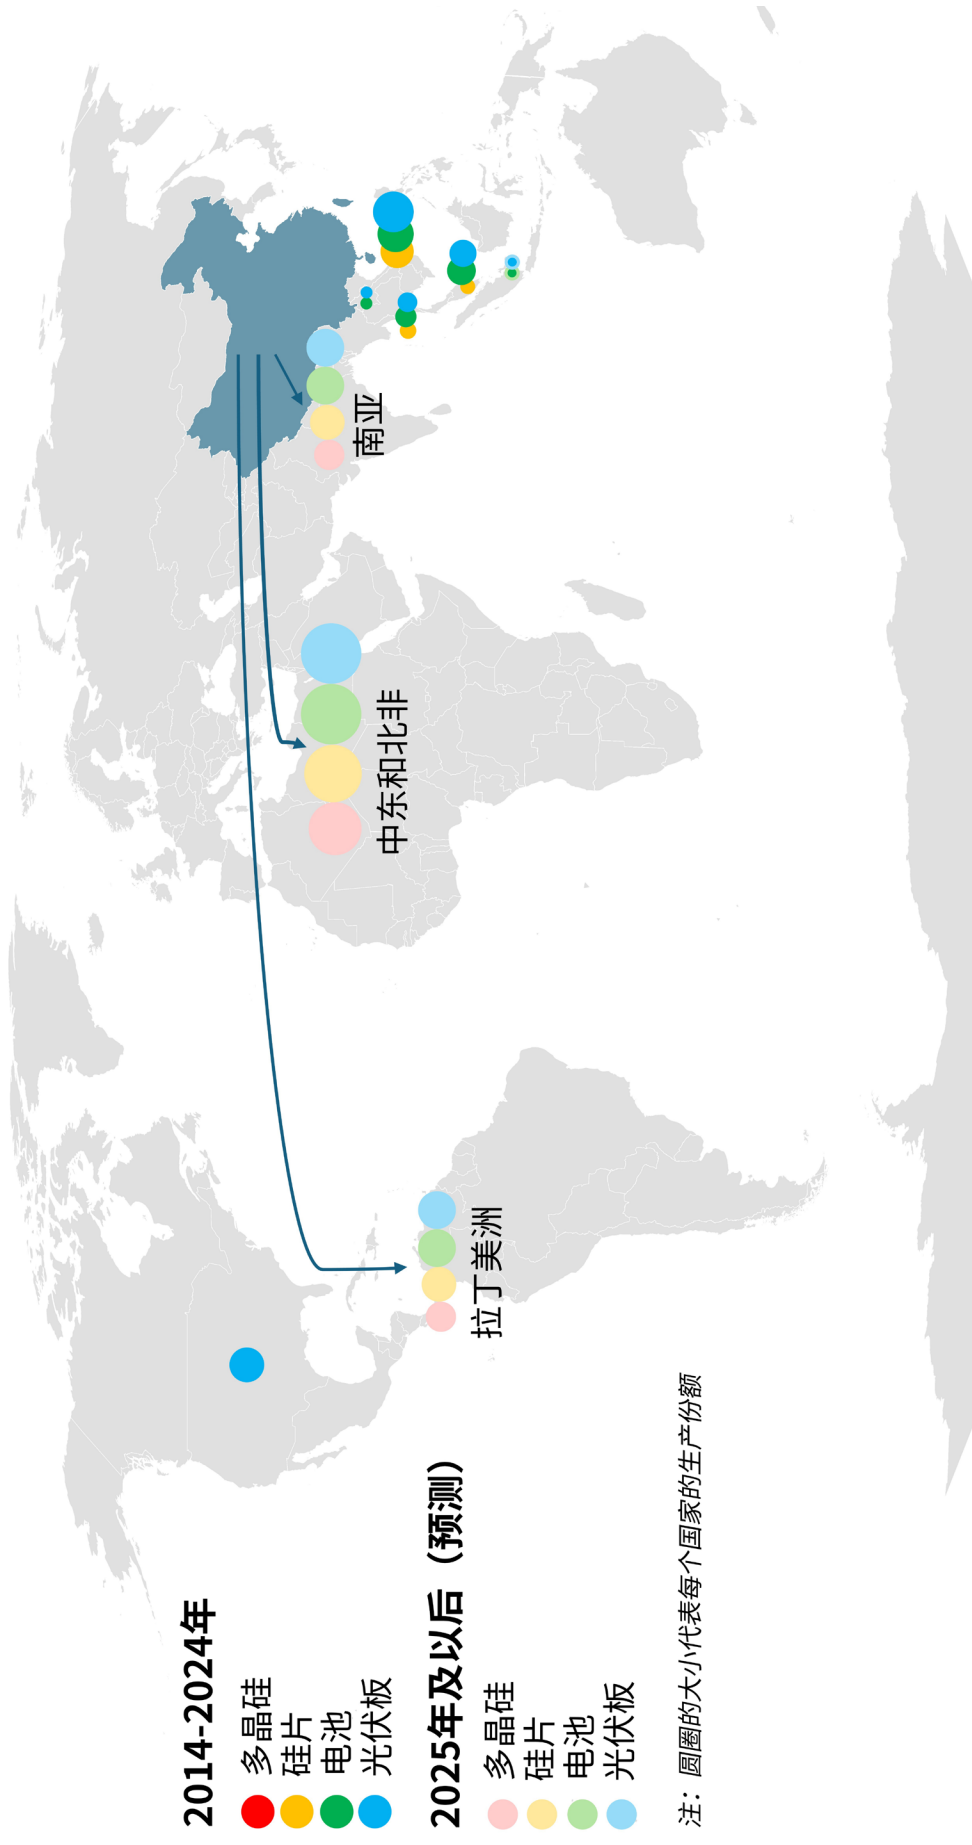 南亚
中东和北非
拉丁美洲
2014-2024年
多晶硅
硅片
电池
光伏板
2025年及以后（预测）
多晶硅
硅片
电池
光伏板
注：圆圈的大小代表每个国家的生产份额